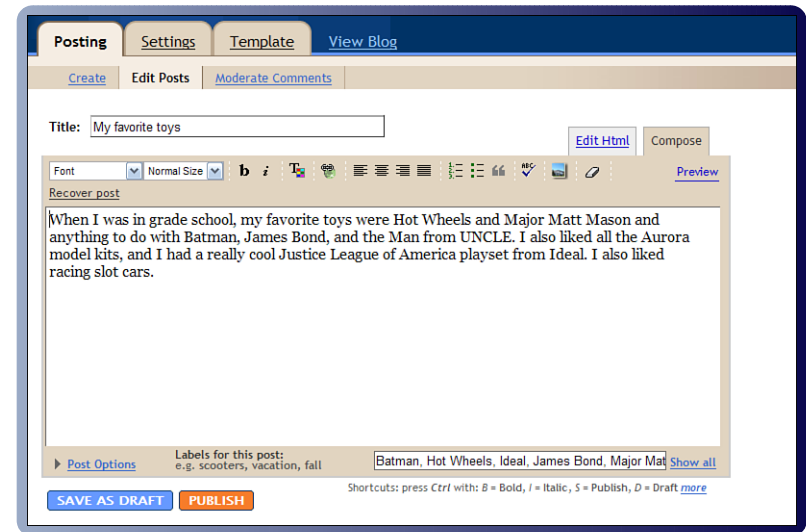 Posting Settings Template View Blog
Create Edit Posts Moderate Comments
Title: My favorite toys
Edit Html Compose
Font Normal Size b i T ABC Preview
Recover post
When I was in grade school, my favorite toys were Hot Wheels and Major Matt Mason and
anything to do with Batman, James Bond, and the Man from UNCLE. I also liked all the Aurora
model kits, and I had a really cool Justice League of America playset from Ideal. I also liked
racing slot cars.
Post Options Labels for this post: Batman, Hot Wheels, Ideal, James Bond, Major Mat Show all
e.g. scooters, vacation, fall
Shortcuts: press Ctrl with: B = Bold, I = Italic, S = Publish, D = Draft more
SAVE AS DRAFT PUBLISH